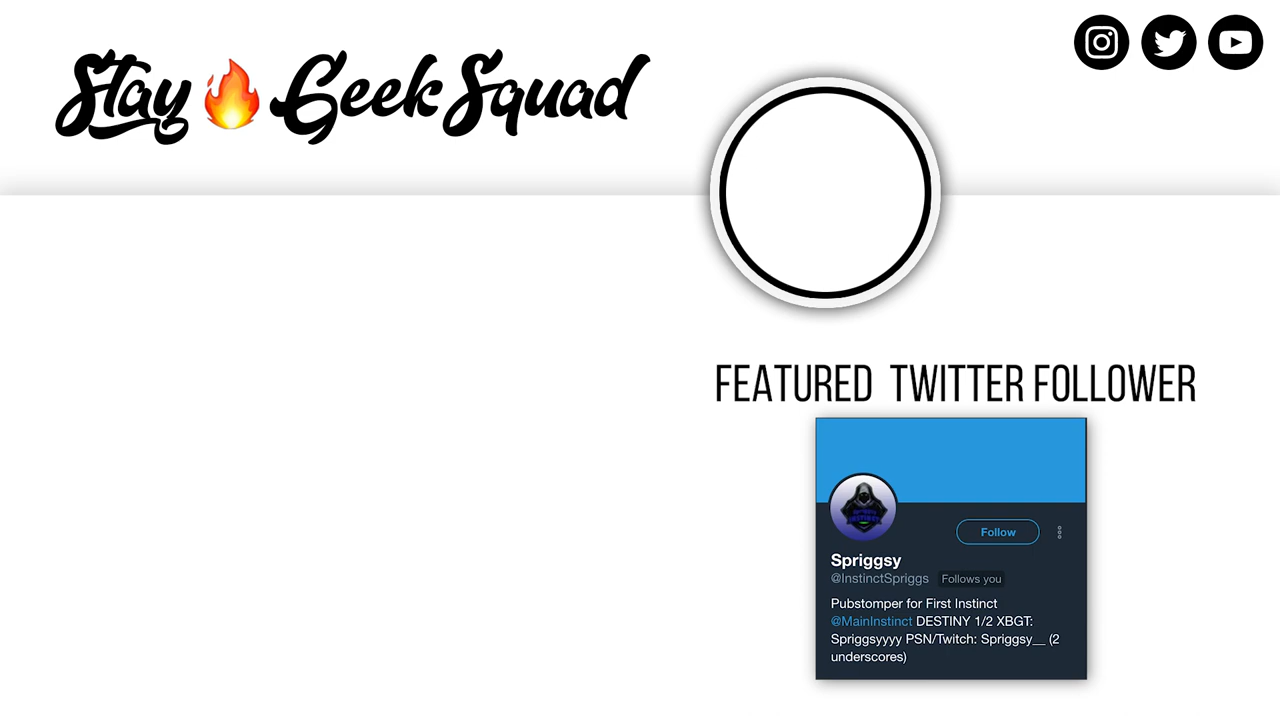 Stay🔥Geek Squad
FEATURED TWITTER FOLLOWER
Follow
Spriggsy
@InstinctSpriggs Follows you
Pubstomper for First Instinct
@MainInstinct DESTINY 1/2 XBGT:
Spriggsyyyy PSN/Twitch: Spriggsy__ (2
underscores)